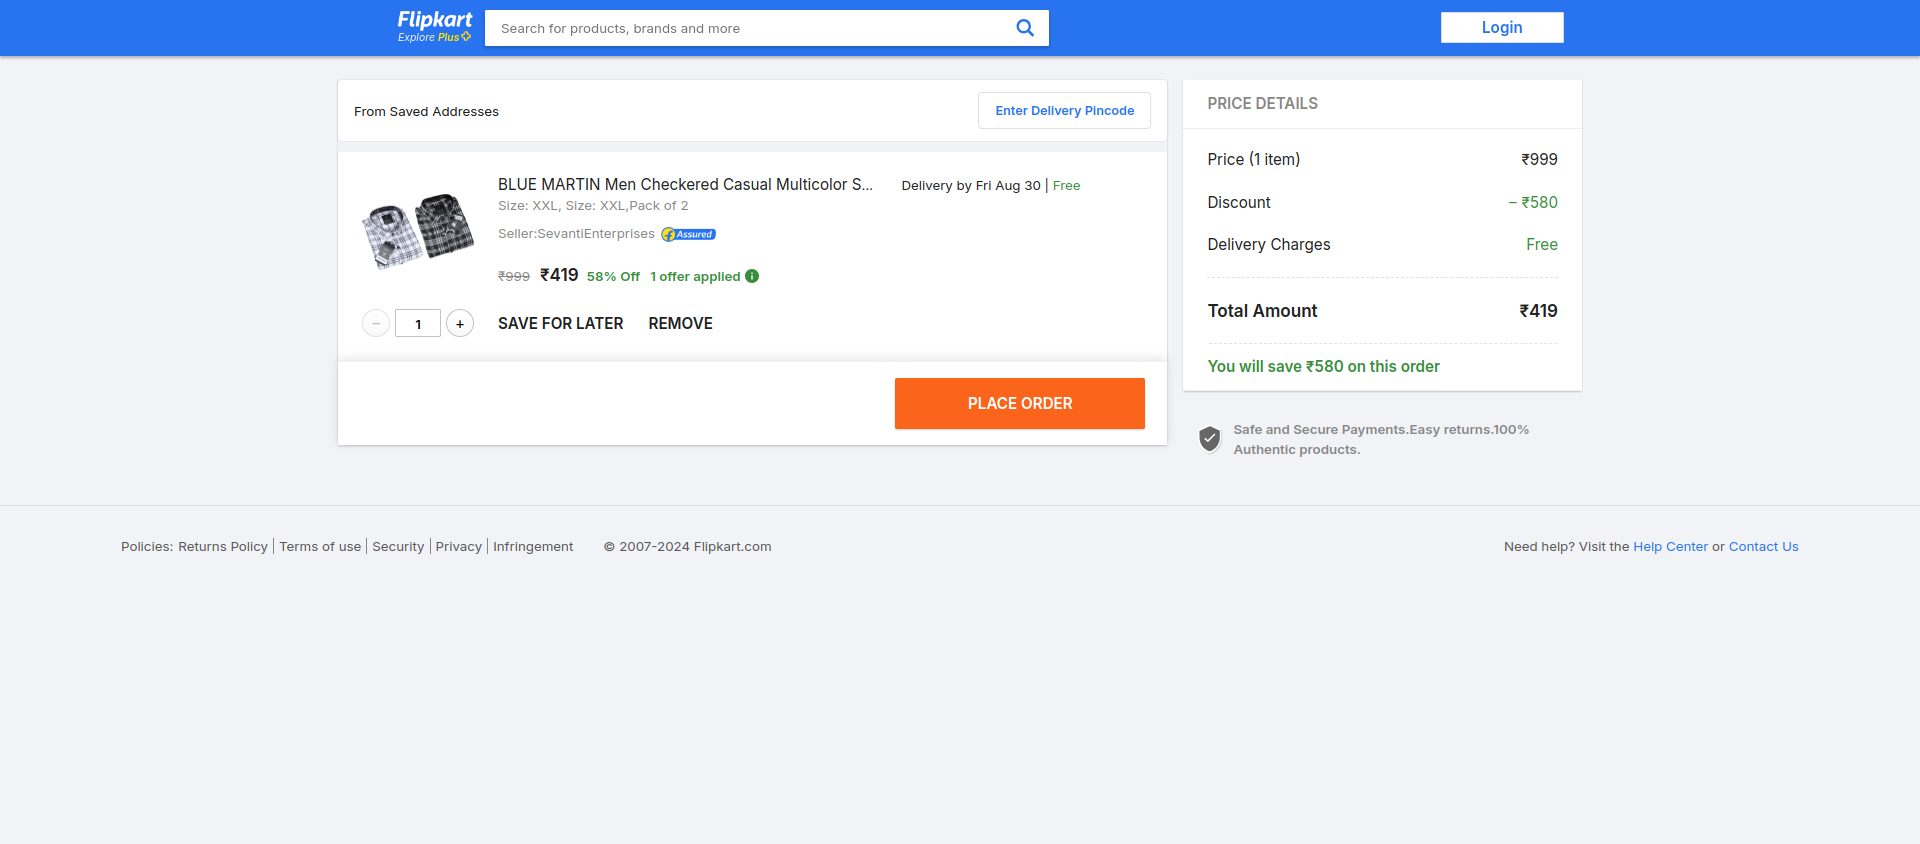 Flipkart
Explore Plus
Search for products, brands and more
Login
From Saved Addresses
Enter Delivery Pincode
BLUE MARTIN Men Checkered Casual Multicolor S...
Delivery by Fri Aug 30 | Free
Size: XXL, Size: XXL,Pack of 2
Seller:SevantiEnterprises
Assured
₹999 ₹419 58% Off 1 offer applied
− 1 +
SAVE FOR LATER REMOVE
PLACE ORDER
PRICE DETAILS
Price (1 item) ₹999
Discount − ₹580
Delivery Charges Free
Total Amount ₹419
You will save ₹580 on this order
Safe and Secure Payments.Easy returns.100%
Authentic products.
Policies: Returns Policy | Terms of use | Security | Privacy | Infringement © 2007-2024 Flipkart.com
Need help? Visit the Help Center or Contact Us